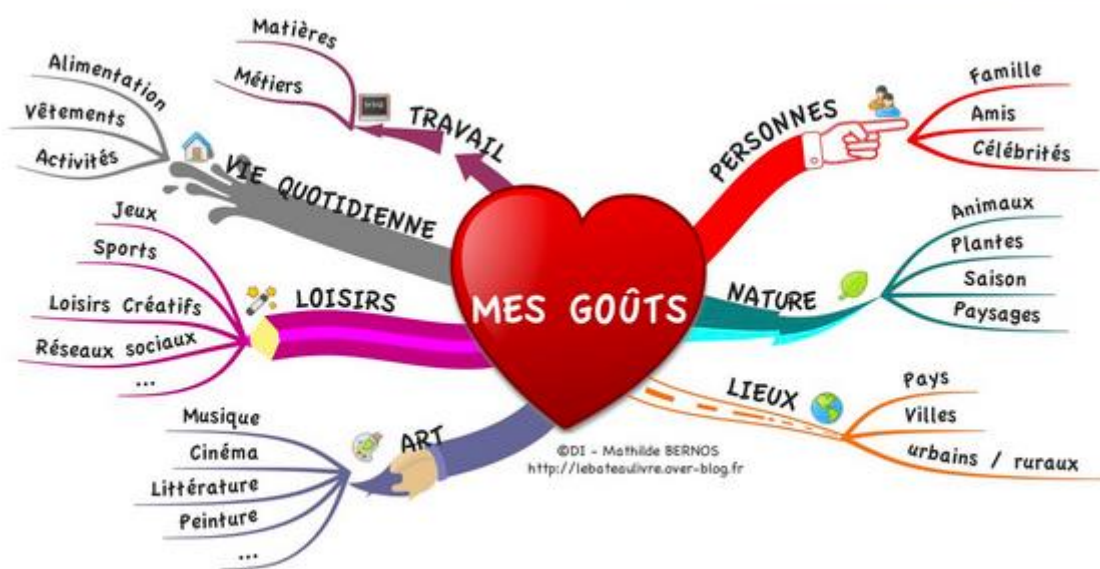 MES GOÛTS
PERSONNES
Famille
Amis
Célébrités
NATURE
Animaux
Plantes
Saison
Paysages
LIEUX
Pays
Villes
urbains / ruraux
ART
Musique
Cinéma
Littérature
Peinture
...
LOISIRS
Jeux
Sports
Loisirs Créatifs
Réseaux sociaux
...
VIE QUOTIDIENNE
Alimentation
Vêtements
Activités
TRAVAIL
Matières
Métiers
©DI - Mathilde BERNOS
http://lebateaulivre.over-blog.fr